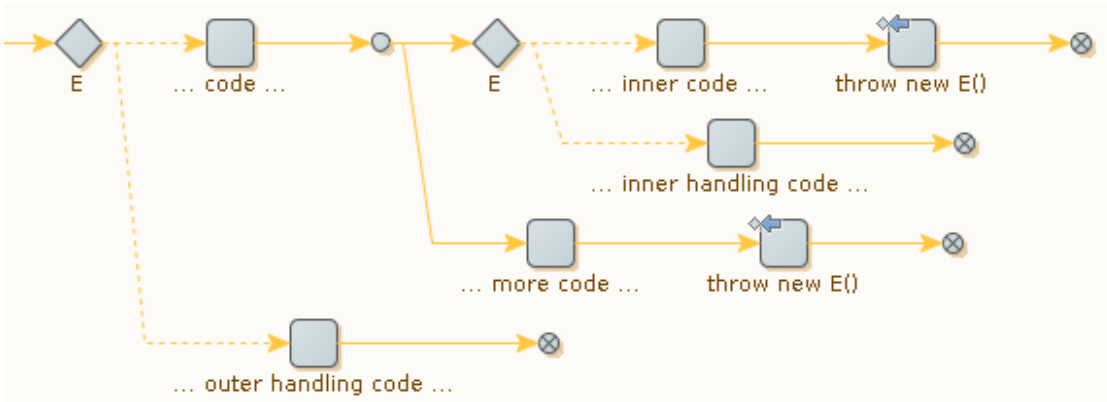 E
... code ...
E
... inner code ...
throw new E()
... inner handling code ...
... more code ...
throw new E()
... outer handling code ...